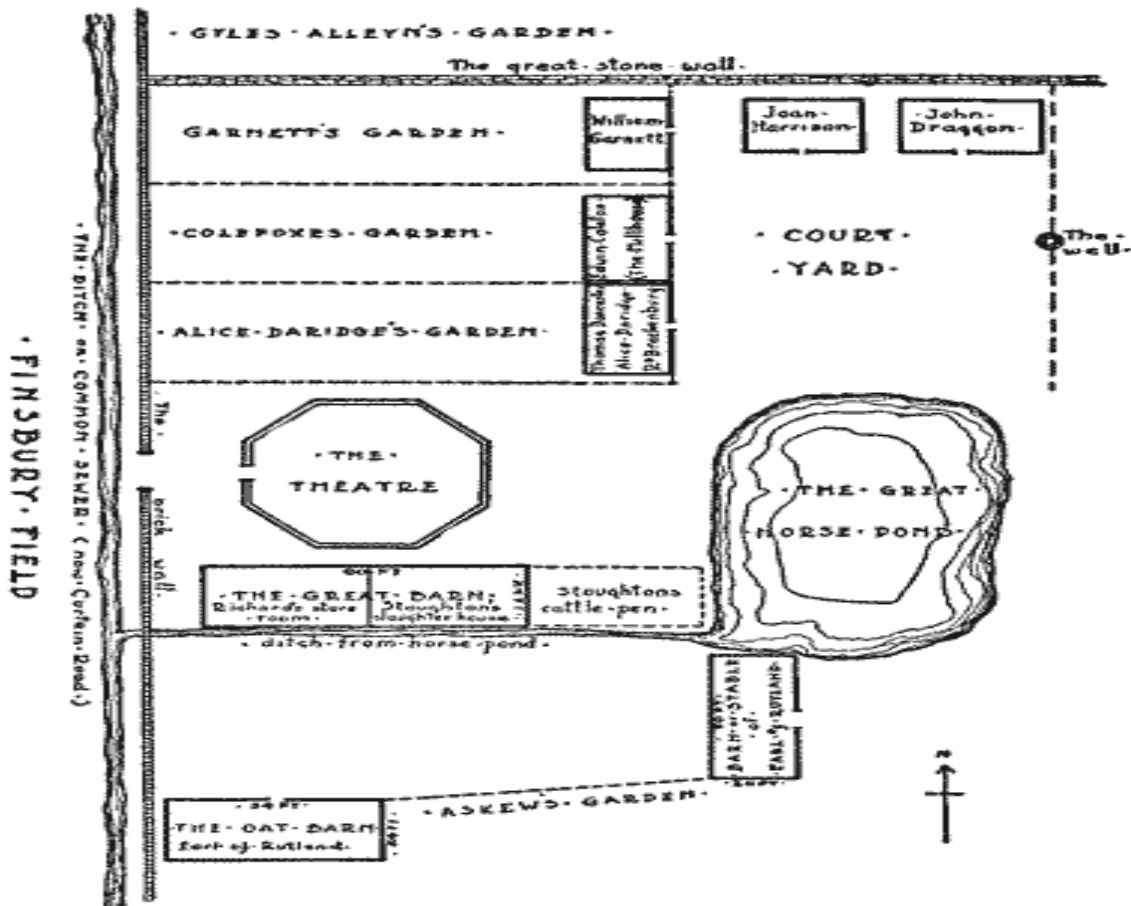 · GYLES · ALLEYN'S · GARDEN ·
The great · stone · wall ·
GARNETT'S GARDEN ·
William
Garnett
Joan ·
Harrison ·
· John ·
Draggon ·
· COLEFOXES · GARDEN ·
(The Millhouse)
· COURT ·
· YARD ·
The ·
well ·
· ALICE · DARIDGE'S · GARDEN ·
Thomas
Alice · Daridge
· FINSBURY · FIELD
· THE · DITCH or COMMON · SEWER · (now Curtain · Road ·)
The · brick wall ·
· THE ·
THEATRE
· THE · GREAT ·
HORSE · POND ·
· THE · GREAT · BARN ·
Richards store
· room ·
Stoughtons
slaughter house
Stoughtons
cattle-pen ·
· ditch · from · horse · pond ·
BARN or STABLE
of
EARL of RUTLAND
N
· ASKEW'S · GARDEN ·
· THE · OAT · BARN
Earl of · Rutland ·